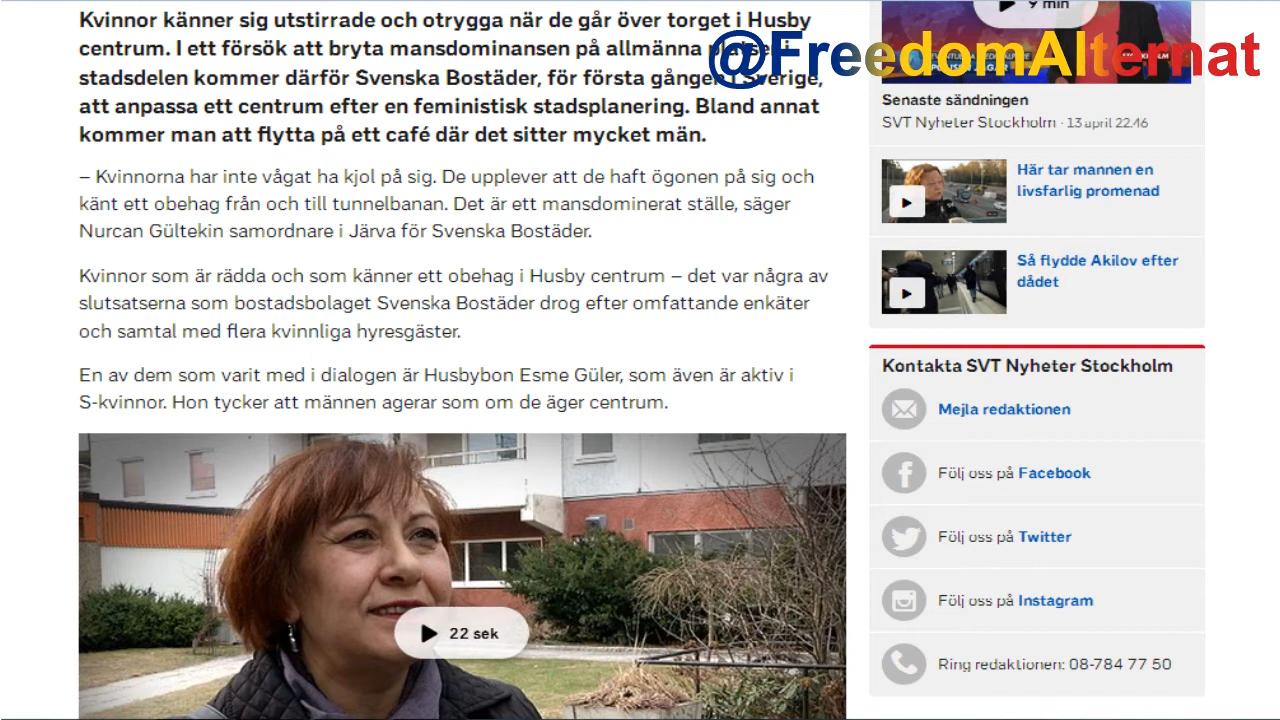 Kvinnor känner sig utstirrade och otrygga när de går över torget i Husby
centrum. I ett försök att bryta mansdominansen på allmänna platser i
stadsdelen kommer därför Svenska Bostäder, för första gången i Sverige,
att anpassa ett centrum efter en feministisk stadsplanering. Bland annat
kommer man att flytta på ett café där det sitter mycket män.
– Kvinnorna har inte vågat ha kjol på sig. De upplever att de haft ögonen på sig och
känt ett obehag från och till tunnelbanan. Det är ett mansdominerat ställe, säger
Nurcan Gültekin samordnare i Järva för Svenska Bostäder.
Kvinnor som är rädda och som känner ett obehag i Husby centrum – det var några av
slutsatserna som bostadsbolaget Svenska Bostäder drog efter omfattande enkäter
och samtal med flera kvinnliga hyresgäster.
En av dem som varit med i dialogen är Husbybon Esme Güler, som även är aktiv i
S-kvinnor. Hon tycker att männen agerar som om de äger centrum.
22 sek
9 min
@FreedomAlternat
Senaste sändningen
SVT Nyheter Stockholm · 13 april 22.46
Här tar mannen en
livsfarlig promenad
Så flydde Akilov efter
dådet
Kontakta SVT Nyheter Stockholm
Mejla redaktionen
Följ oss på Facebook
Följ oss på Twitter
Följ oss på Instagram
Ring redaktionen: 08-784 77 50